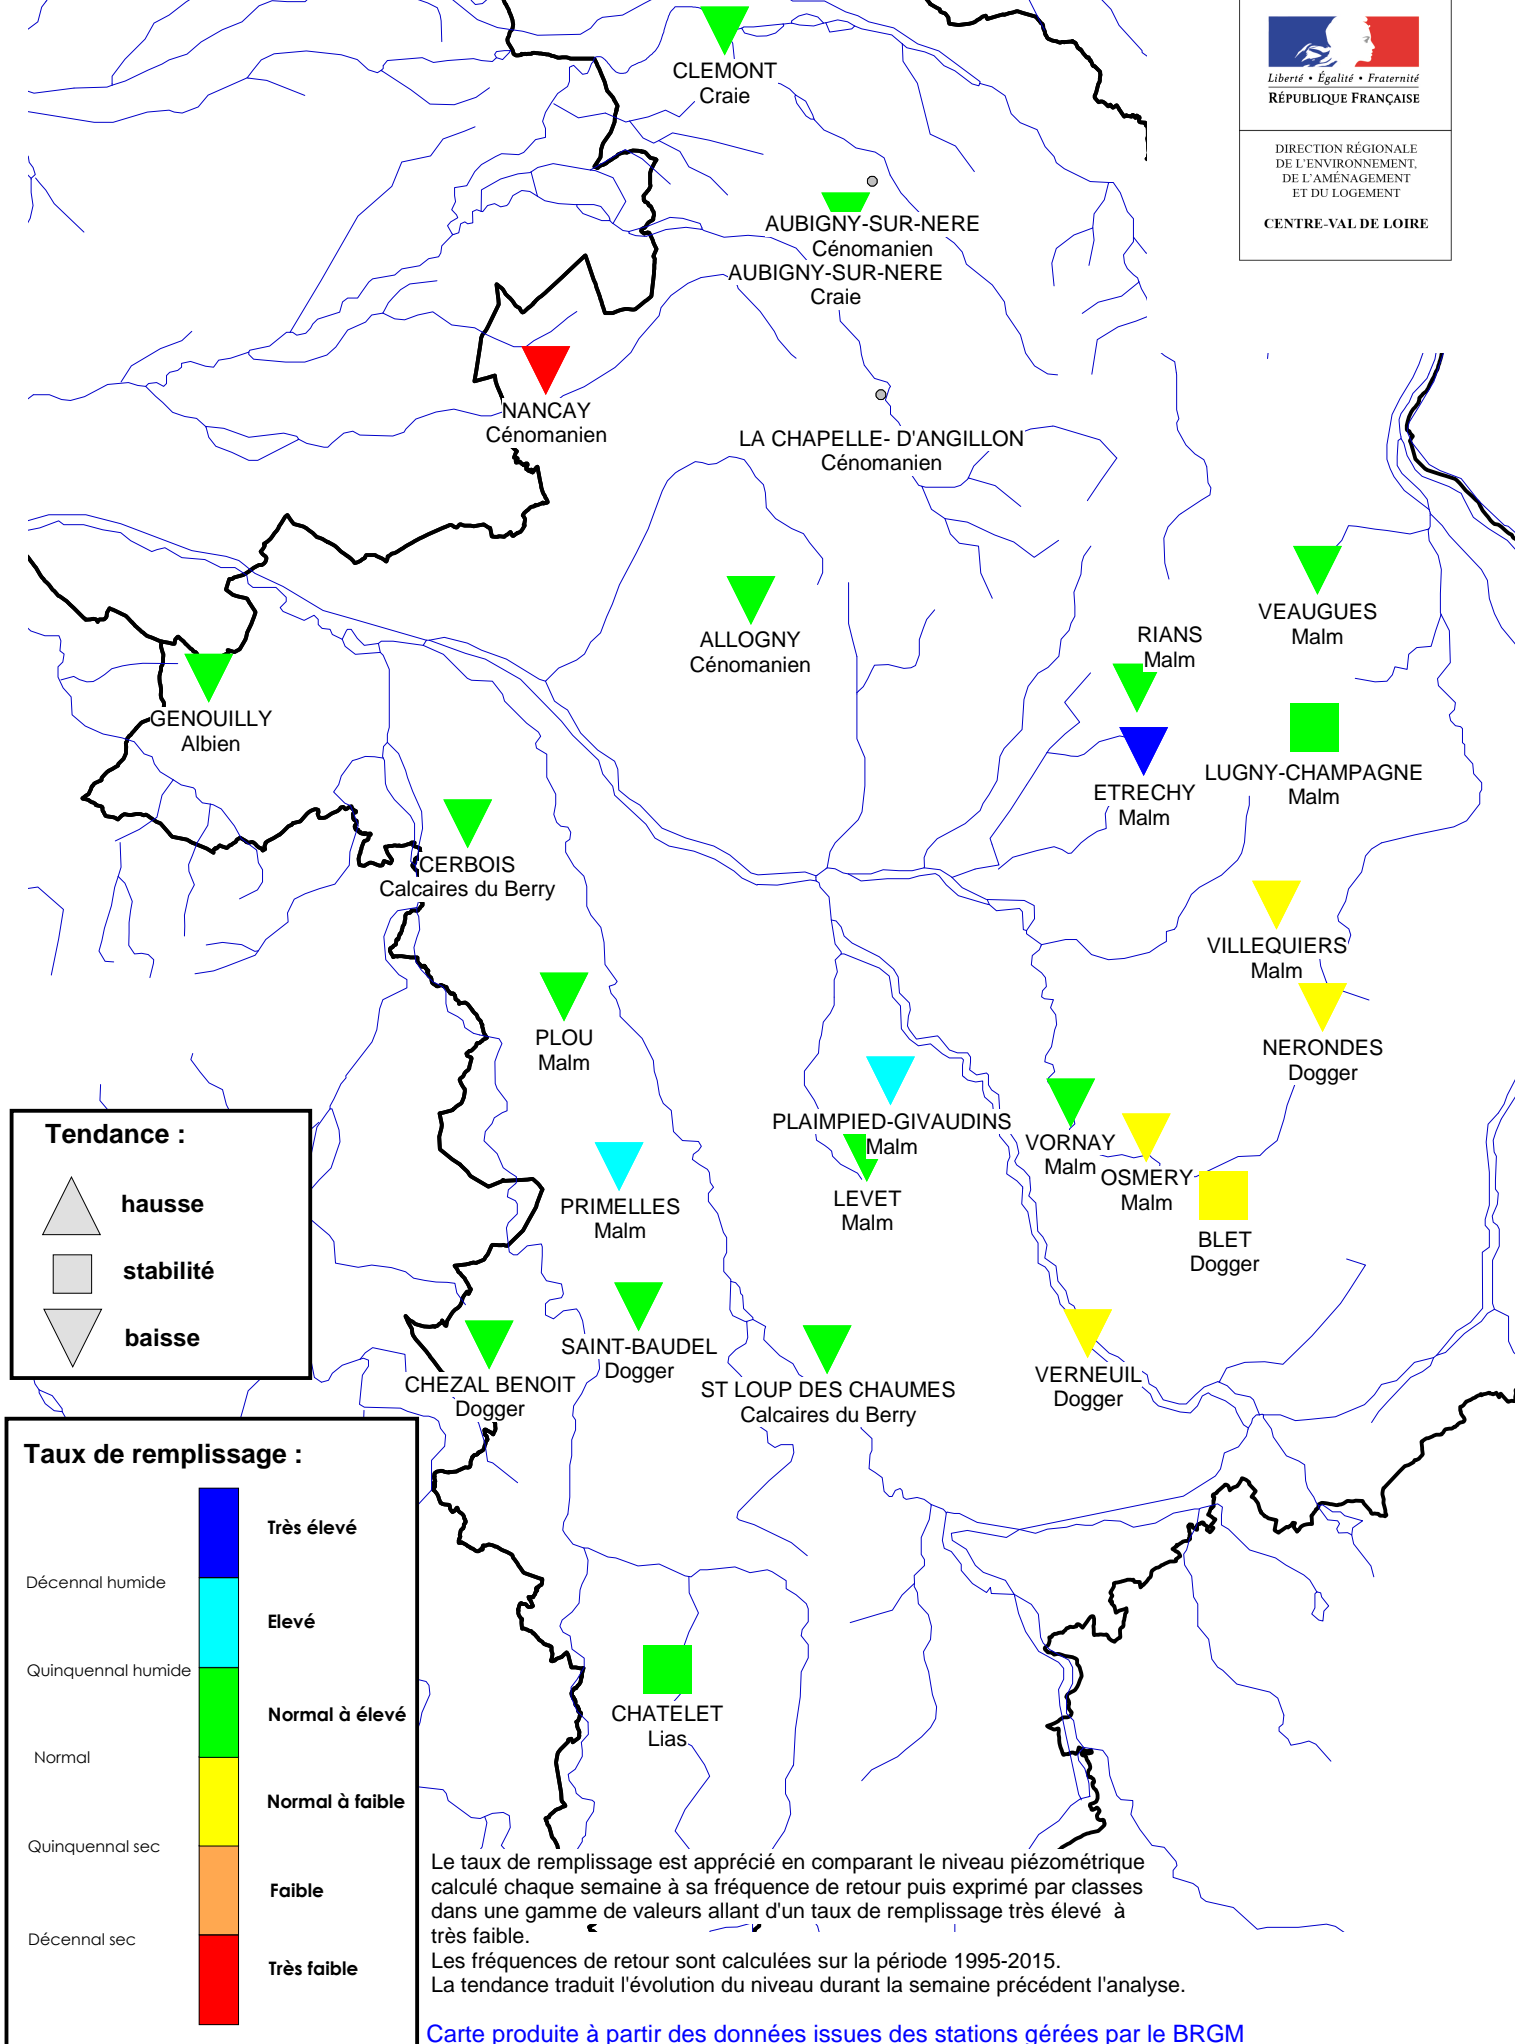 Liberté • Égalité • Fraternité
RÉPUBLIQUE FRANÇAISE
DIRECTION RÉGIONALE
DE L'ENVIRONNEMENT,
DE L'AMÉNAGEMENT
ET DU LOGEMENT
CENTRE-VAL DE LOIRE
CLEMONT
Craie
AUBIGNY-SUR-NERE
Cénomanien
AUBIGNY-SUR-NERE
Craie
NANCAY
Cénomanien
LA CHAPELLE- D'ANGILLON
Cénomanien
VEAUGUES
Malm
ALLOGNY
Cénomanien
RIANS
Malm
GENOUILLY
Albien
LUGNY-CHAMPAGNE
Malm
ETRECHY
Malm
CERBOIS
Calcaires du Berry
VILLEQUIERS
Malm
PLOU
Malm
NERONDES
Dogger
PLAIMPIED-GIVAUDINS
Malm
VORNAY
Malm
OSMERY
Malm
PRIMELLES
Malm
LEVET
Malm
BLET
Dogger
SAINT-BAUDEL
Dogger
CHEZAL BENOIT
Dogger
ST LOUP DES CHAUMES
Calcaires du Berry
VERNEUIL
Dogger
CHATELET
Lias
Tendance :
hausse
stabilité
baisse
Taux de remplissage :
Très élevé
Décennal humide
Elevé
Quinquennal humide
Normal à élevé
Normal
Normal à faible
Quinquennal sec
Faible
Décennal sec
Très faible
Le taux de remplissage est apprécié en comparant le niveau piézométrique
calculé chaque semaine à sa fréquence de retour puis exprimé par classes
dans une gamme de valeurs allant d'un taux de remplissage très élevé à
très faible.
Les fréquences de retour sont calculées sur la période 1995-2015.
La tendance traduit l'évolution du niveau durant la semaine précédent l'analyse.
Carte produite à partir des données issues des stations gérées par le BRGM